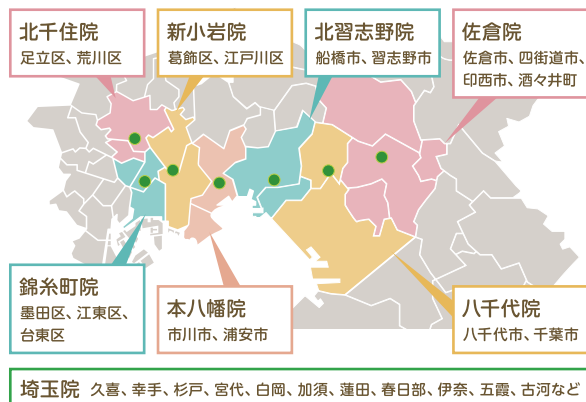 北千住院
足立区、荒川区
新小岩院
葛飾区、江戸川区
北習志野院
船橋市、習志野市
佐倉院
佐倉市、四街道市、
印西市、酒々井町
錦糸町院
墨田区、江東区、
台東区
本八幡院
市川市、浦安市
八千代院
八千代市、千葉市
埼玉院 久喜、幸手、杉戸、宮代、白岡、加須、蓮田、春日部、伊奈、五霞、古河など